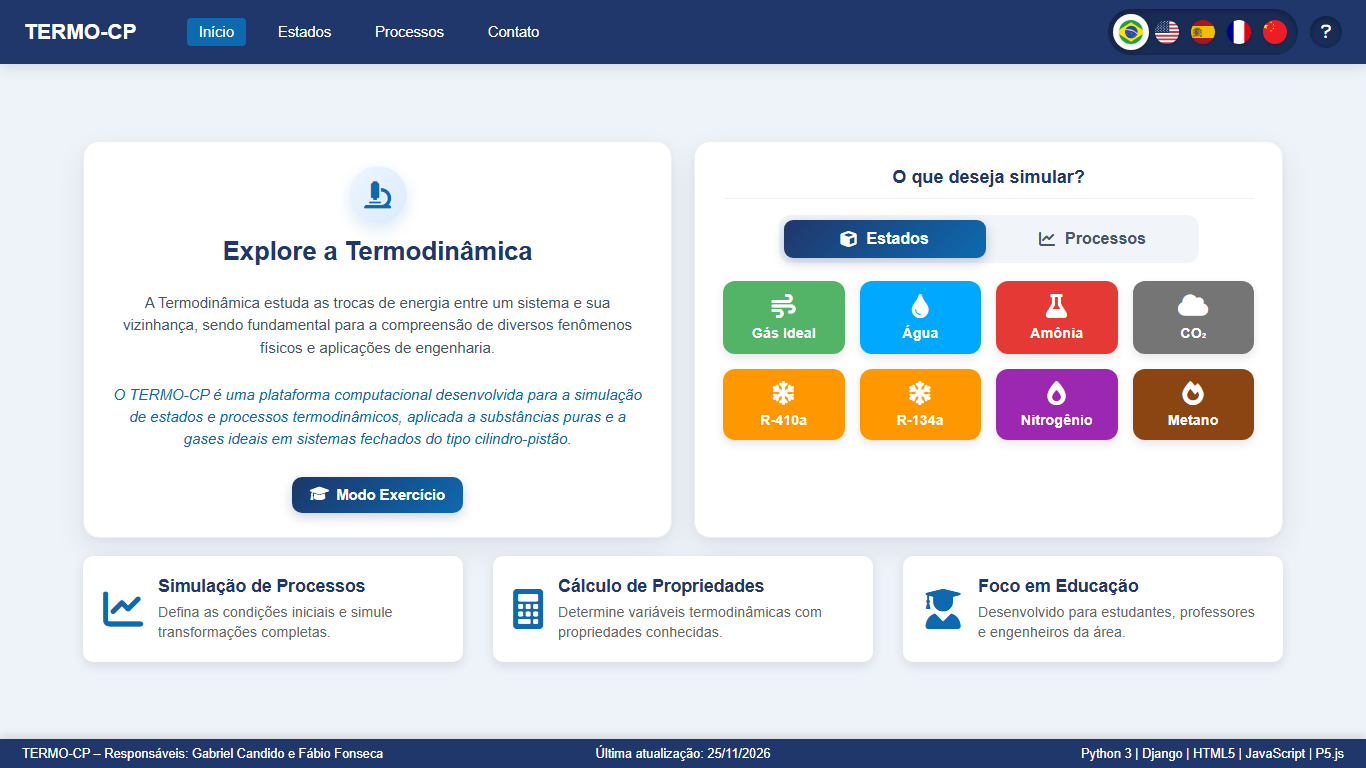 TERMO-CP
Início
Estados
Processos
Contato
?
Explore a Termodinâmica
A Termodinâmica estuda as trocas de energia entre um sistema e sua
vizinhança, sendo fundamental para a compreensão de diversos fenômenos
físicos e aplicações de engenharia.
O TERMO-CP é uma plataforma computacional desenvolvida para a simulação
de estados e processos termodinâmicos, aplicada a substâncias puras e a
gases ideais em sistemas fechados do tipo cilindro-pistão.
Modo Exercício
O que deseja simular?
Estados
Processos
Gás Ideal
Água
Amônia
CO₂
R-410a
R-134a
Nitrogênio
Metano
Simulação de Processos
Defina as condições iniciais e simule
transformações completas.
Cálculo de Propriedades
Determine variáveis termodinâmicas com
propriedades conhecidas.
Foco em Educação
Desenvolvido para estudantes, professores
e engenheiros da área.
TERMO-CP – Responsáveis: Gabriel Candido e Fábio Fonseca
Última atualização: 25/11/2026
Python 3 | Django | HTML5 | JavaScript | P5.js